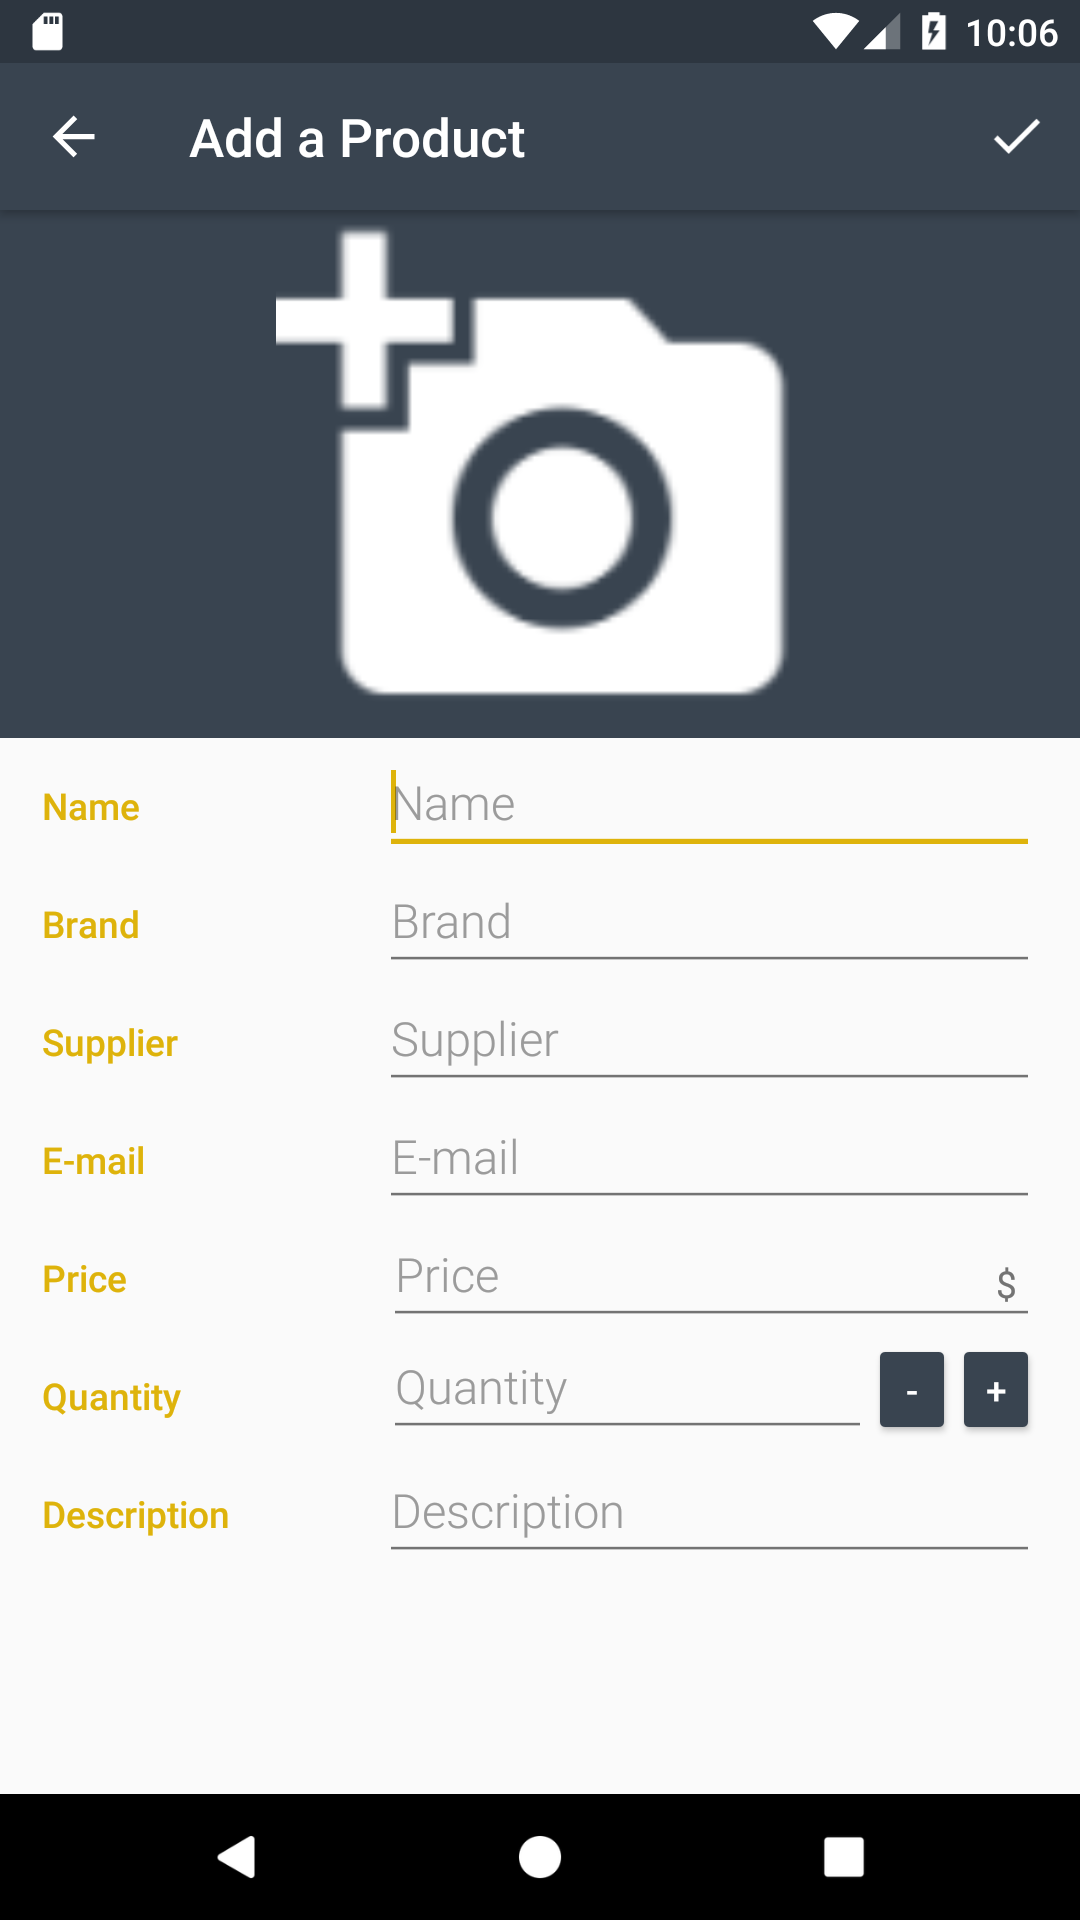 10:06
Add a Product
Name Name
Brand Brand
Supplier Supplier
E-mail E-mail
Price Price $
Quantity Quantity - +
Description Description